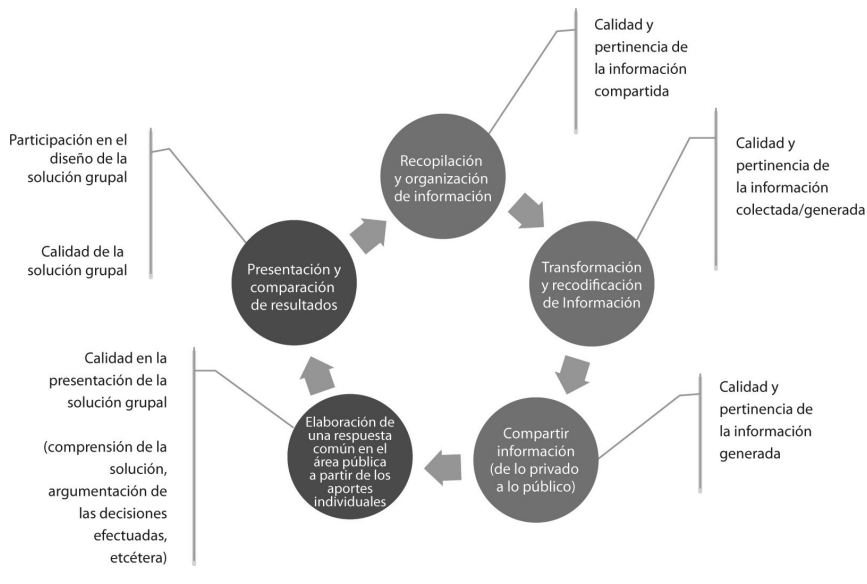 Calidad y
pertinencia de
la información
compartida
Recopilación
y organización
de información
Calidad y
pertinencia de
la información
colectada/generada
Transformación
y recodificación
de Información
Calidad y
pertinencia de
la información
generada
Compartir
información
(de lo privado
a lo público)
Elaboración de
una respuesta
común en el
área pública
a partir de los
aportes
individuales
Calidad en la
presentación de la
solución grupal
(comprensión de la
solución,
argumentación de
las decisiones
efectuadas,
etcétera)
Presentación y
comparación
de resultados
Participación en el
diseño de la
solución grupal
Calidad de la
solución grupal